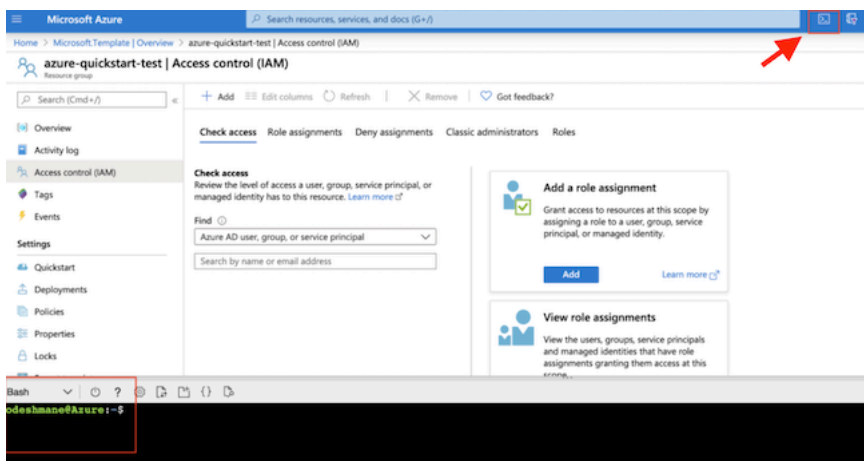 Microsoft Azure
Search resources, services, and docs (G+/)
Home > Microsoft.Template | Overview > azure-quickstart-test | Access control (IAM)
azure-quickstart-test | Access control (IAM)
Resource group
Search (Cmd+/)
«
Add
Edit columns
Refresh
Remove
Got feedback?
Overview
Activity log
Access control (IAM)
Tags
Events
Settings
Quickstart
Deployments
Policies
Properties
Locks
Check access
Role assignments
Deny assignments
Classic administrators
Roles
Check access
Review the level of access a user, group, service principal, or
managed identity has to this resource. Learn more
Find
Azure AD user, group, or service principal
Search by name or email address
Add a role assignment
Grant access to resources at this scope by
assigning a role to a user, group, service
principal, or managed identity.
Add
Learn more
View role assignments
View the users, groups, service principals
and managed identities that have role
assignments granting them access at this
scope.
Bash
?
{}
odeshmane@Azure:~$